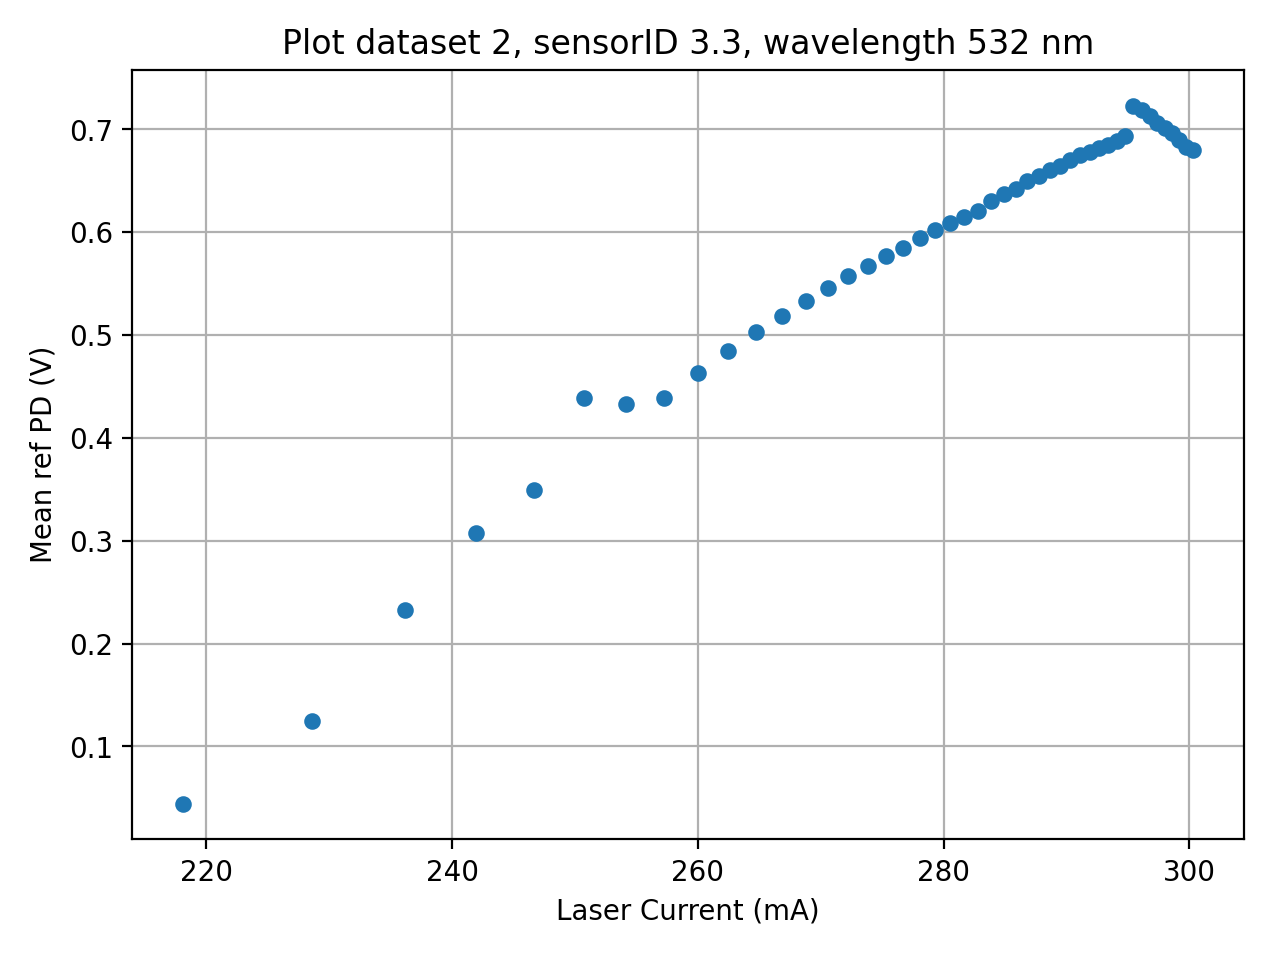 Plot dataset 2, sensorID 3.3, wavelength 532 nm
Mean ref PD (V)
0.7
0.6
0.5
0.4
0.3
0.2
0.1
220 240 260 280 300
Laser Current (mA)